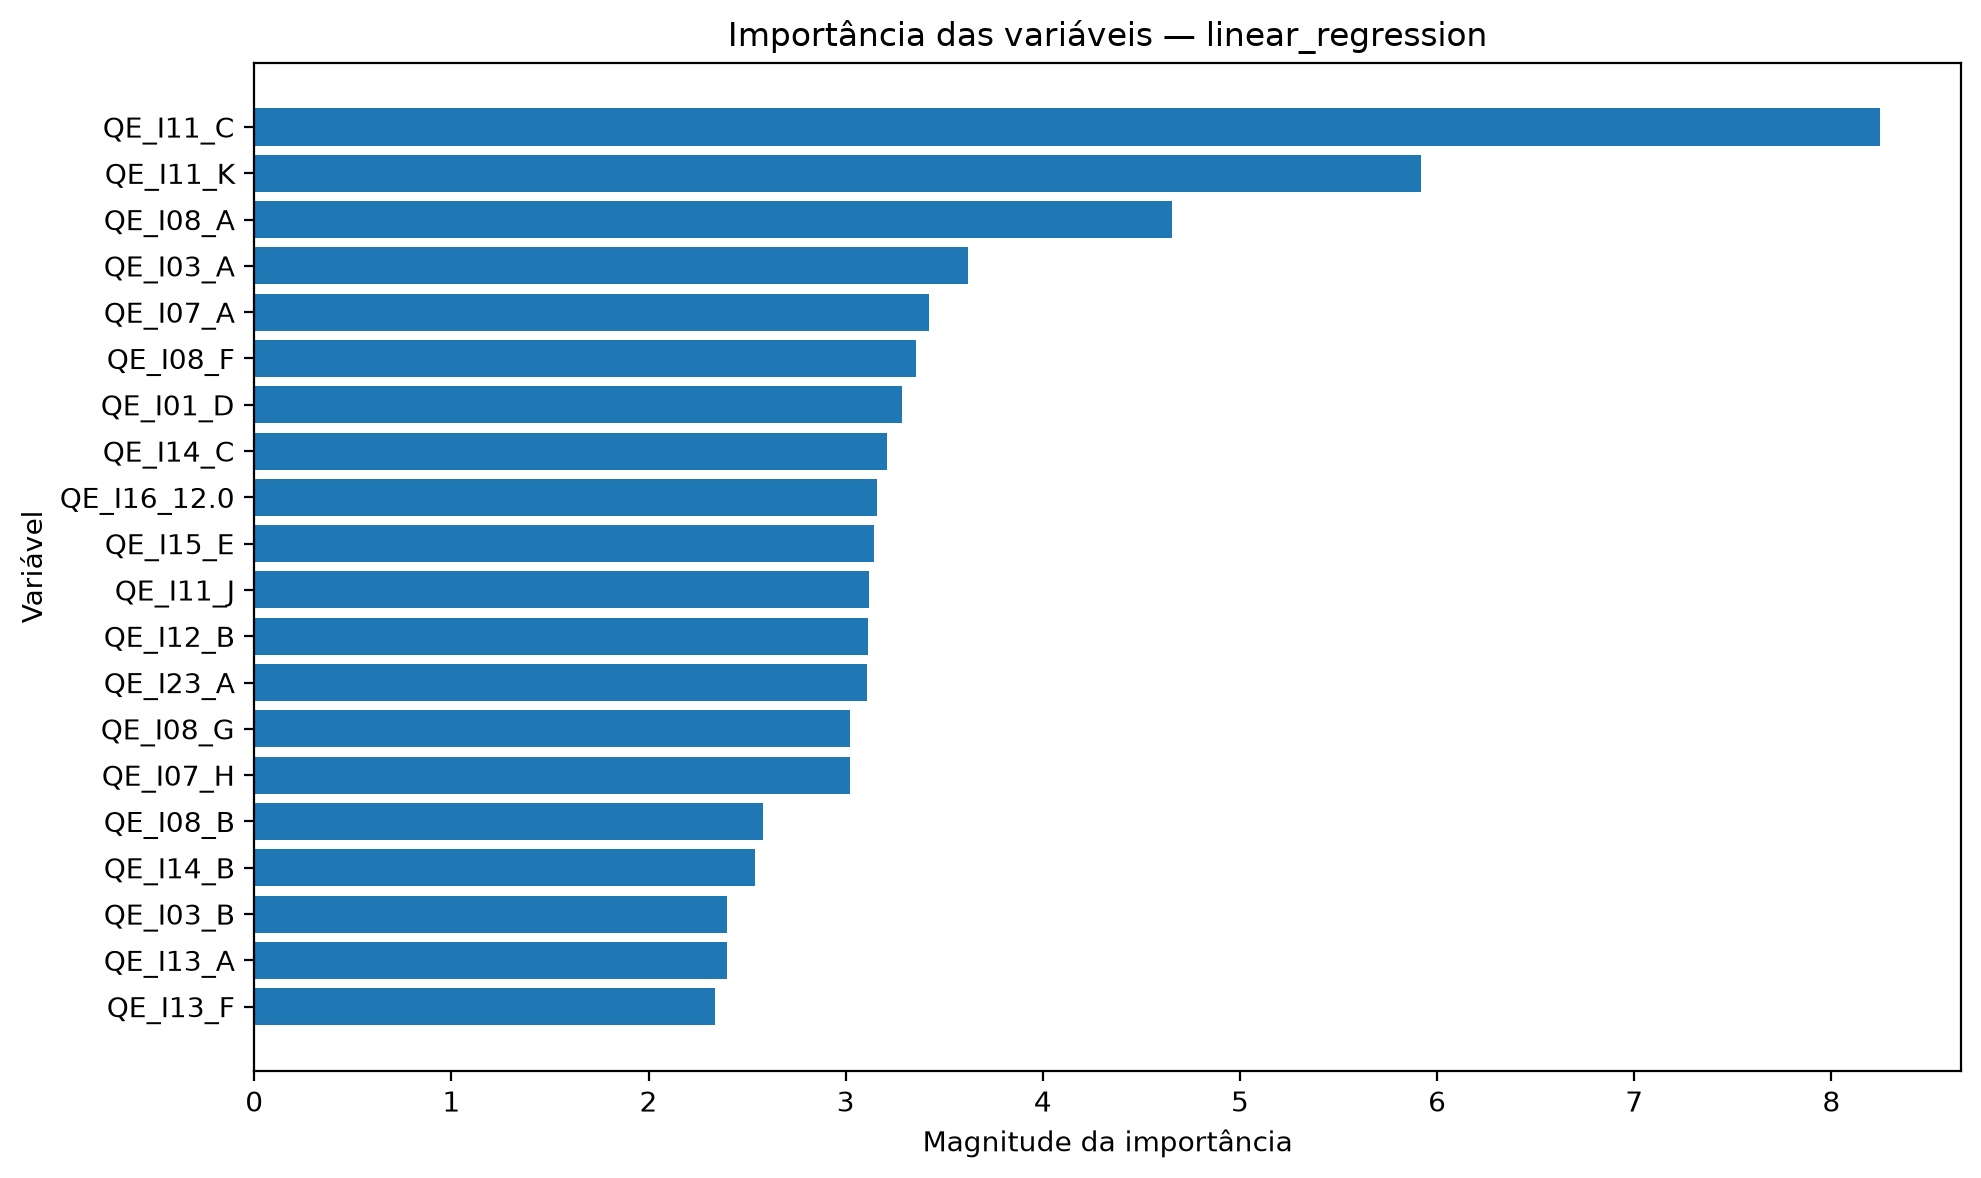 Importância das variáveis — linear_regression
Variável
QE_I11_C
QE_I11_K
QE_I08_A
QE_I03_A
QE_I07_A
QE_I08_F
QE_I01_D
QE_I14_C
QE_I16_12.0
QE_I15_E
QE_I11_J
QE_I12_B
QE_I23_A
QE_I08_G
QE_I07_H
QE_I08_B
QE_I14_B
QE_I03_B
QE_I13_A
QE_I13_F
0 1 2 3 4 5 6 7 8
Magnitude da importância